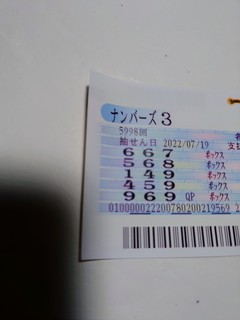 ナンバーズ3
5998回
抽せん日 2022/07/19 支
667 ボックス
568 ボックス
149 ボックス
459 ボックス
969 QP ボックス
010000022200780200219569